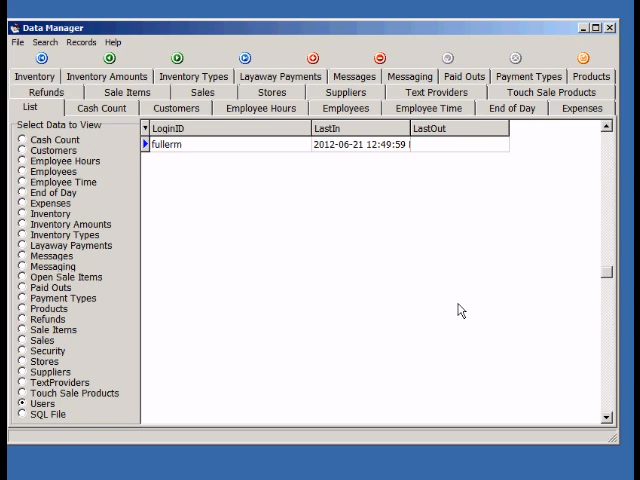 Data Manager
File Search Records Help
Inventory Inventory Amounts Inventory Types Layaway Payments Messages Messaging Paid Outs Payment Types Products
Refunds Sale Items Sales Stores Suppliers Text Providers Touch Sale Products
List Cash Count Customers Employee Hours Employees Employee Time End of Day Expenses
Select Data to View
LoginID LastIn LastOut
fullerm 2012-06-21 12:49:59
Cash Count
Customers
Employee Hours
Employees
Employee Time
End of Day
Expenses
Inventory
Inventory Amounts
Inventory Types
Layaway Payments
Messages
Messaging
Open Sale Items
Paid Outs
Payment Types
Products
Refunds
Sale Items
Sales
Security
Stores
Suppliers
TextProviders
Touch Sale Products
Users
SQL File